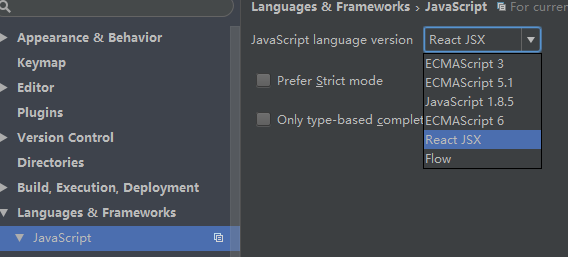 Languages & Frameworks › JavaScript For curren
Appearance & Behavior
Keymap
Editor
Plugins
Version Control
Directories
Build, Execution, Deployment
Languages & Frameworks
JavaScript
JavaScript language version React JSX
ECMAScript 3
ECMAScript 5.1
JavaScript 1.8.5
ECMAScript 6
React JSX
Flow
Prefer Strict mode
Only type-based complet